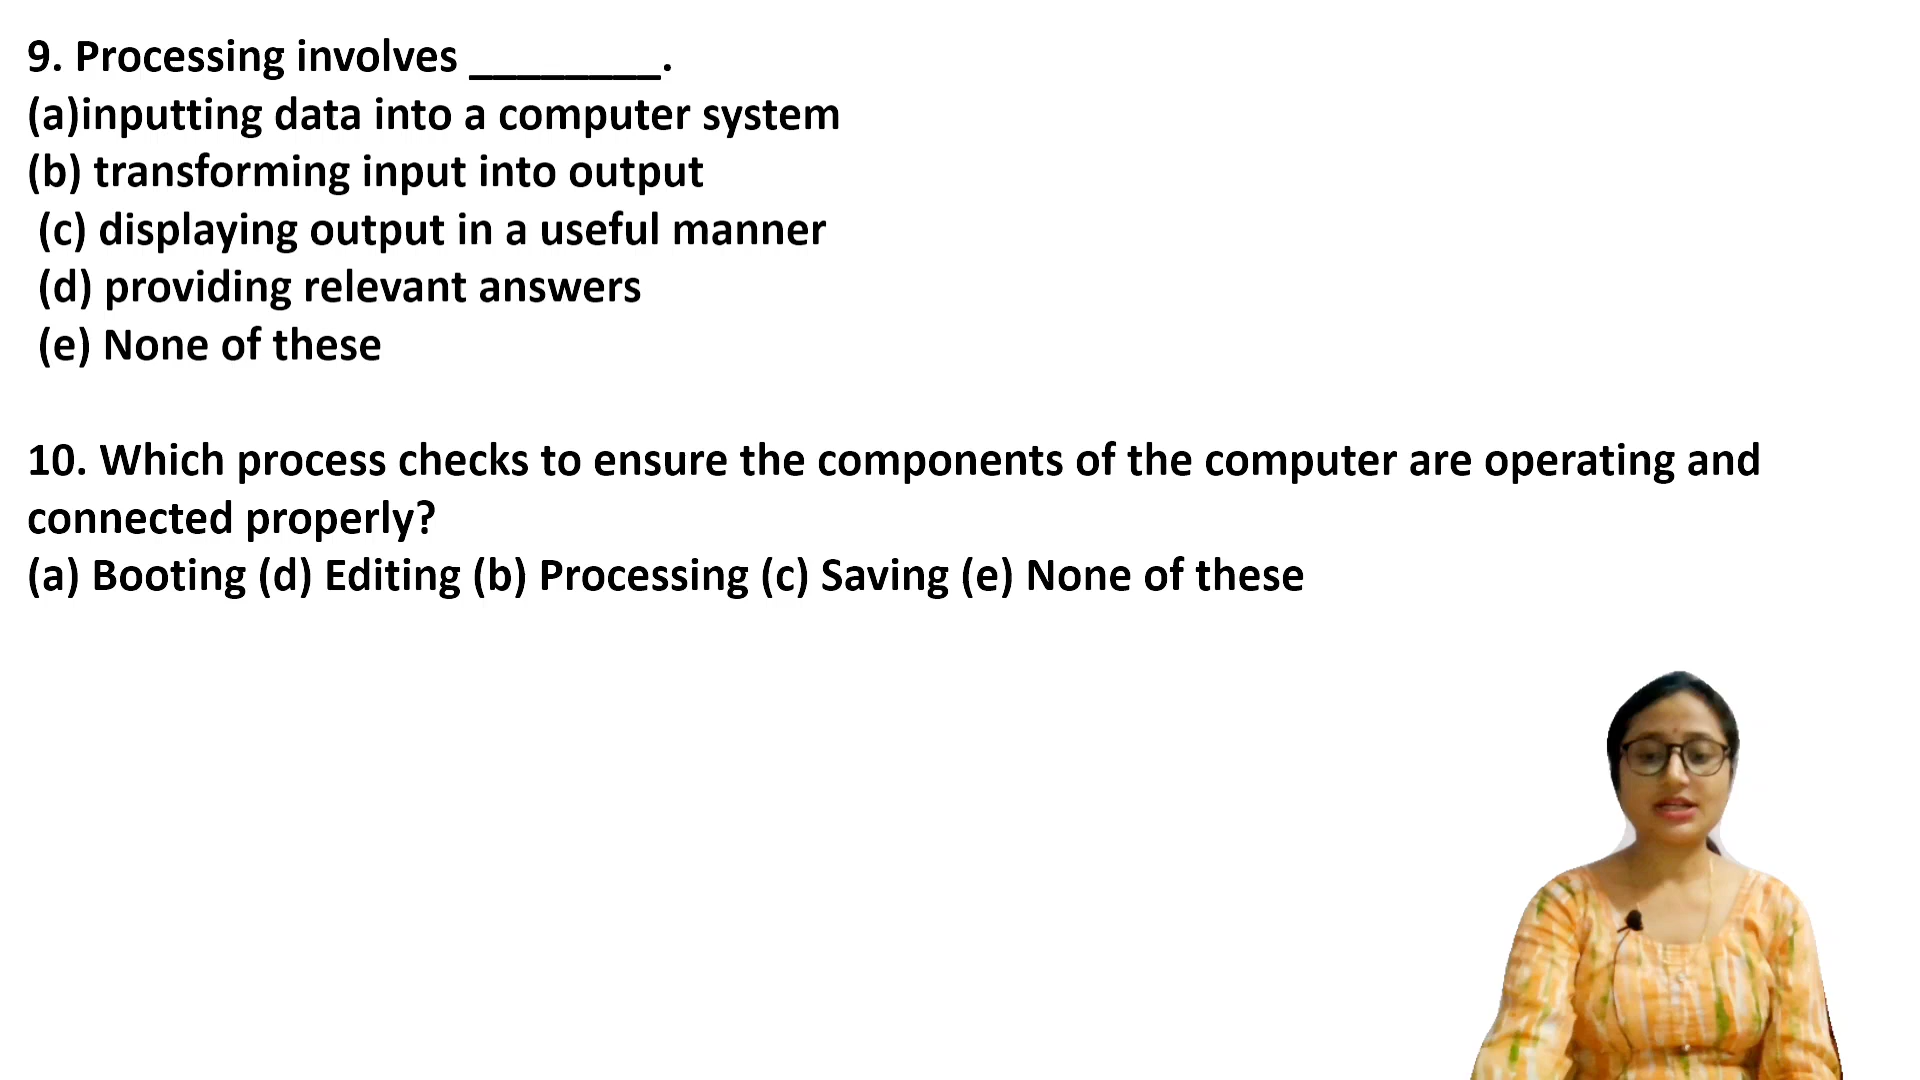 9. Processing involves ________.
(a)inputting data into a computer system
(b) transforming input into output
(c) displaying output in a useful manner
(d) providing relevant answers
(e) None of these
10. Which process checks to ensure the components of the computer are operating and
connected properly?
(a) Booting (d) Editing (b) Processing (c) Saving (e) None of these